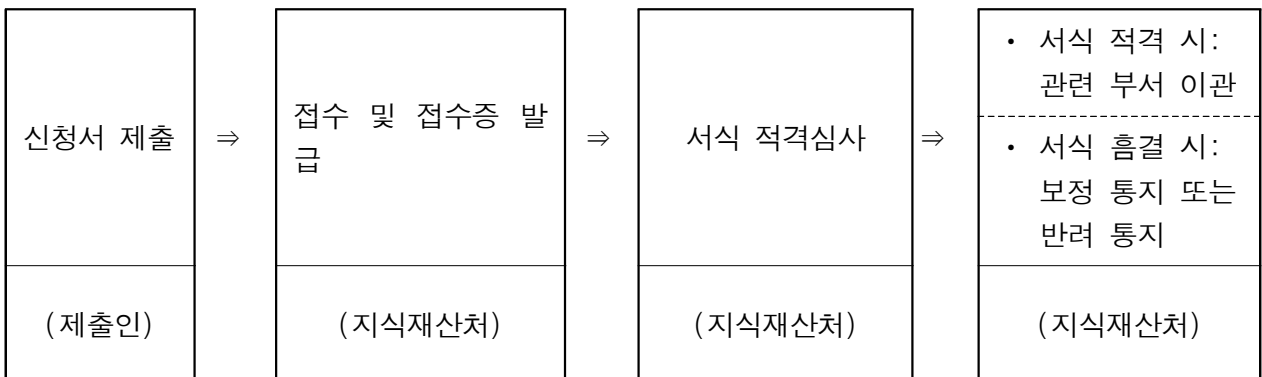 신청서 제출
⇒
접수 및 접수증 발
급
⇒
서식 적격심사
⇒
• 서식 적격 시:
관련 부서 이관
• 서식 흠결 시:
보정 통지 또는
반려 통지
(제출인)
(지식재산처)
(지식재산처)
(지식재산처)